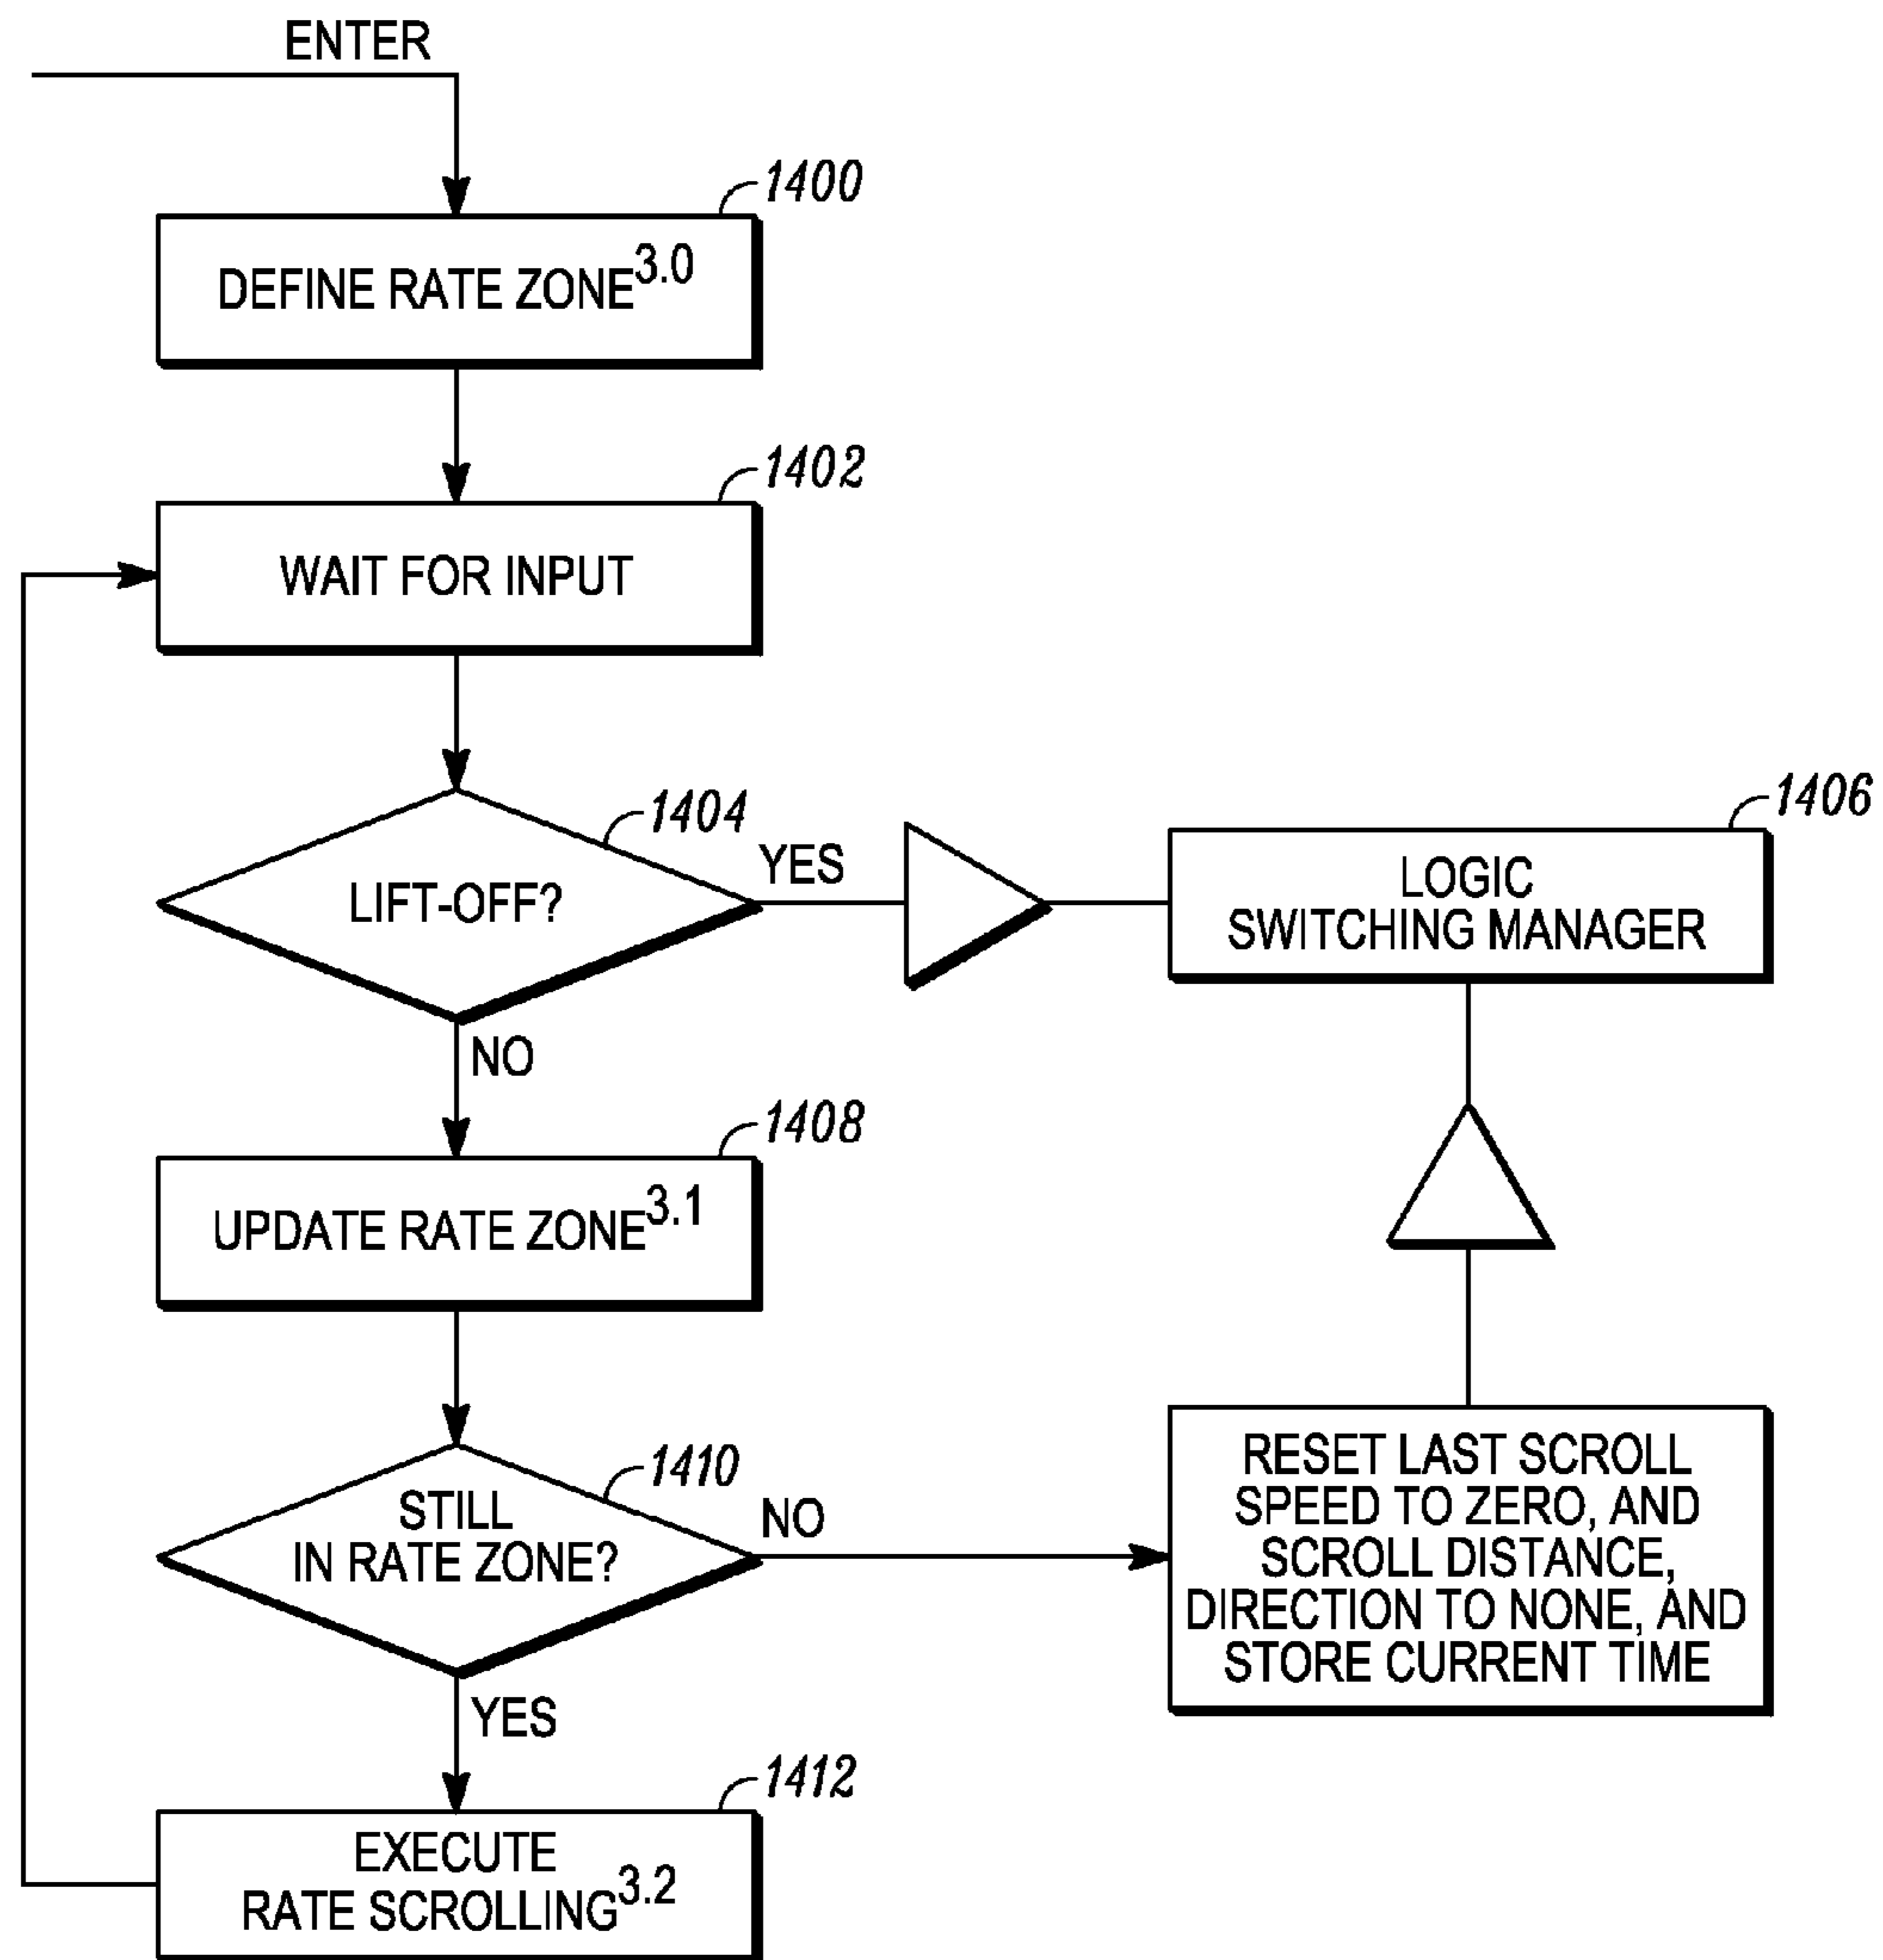 ENTER
1400
DEFINE RATE ZONE3.0
1402
WAIT FOR INPUT
1404
LIFT-OFF?
YES
1406
LOGIC
SWITCHING MANAGER
NO
1408
UPDATE RATE ZONE3.1
1410
STILL
IN RATE ZONE?
NO
RESET LAST SCROLL
SPEED TO ZERO, AND
SCROLL DISTANCE,
DIRECTION TO NONE, AND
STORE CURRENT TIME
YES
1412
EXECUTE
RATE SCROLLING3.2